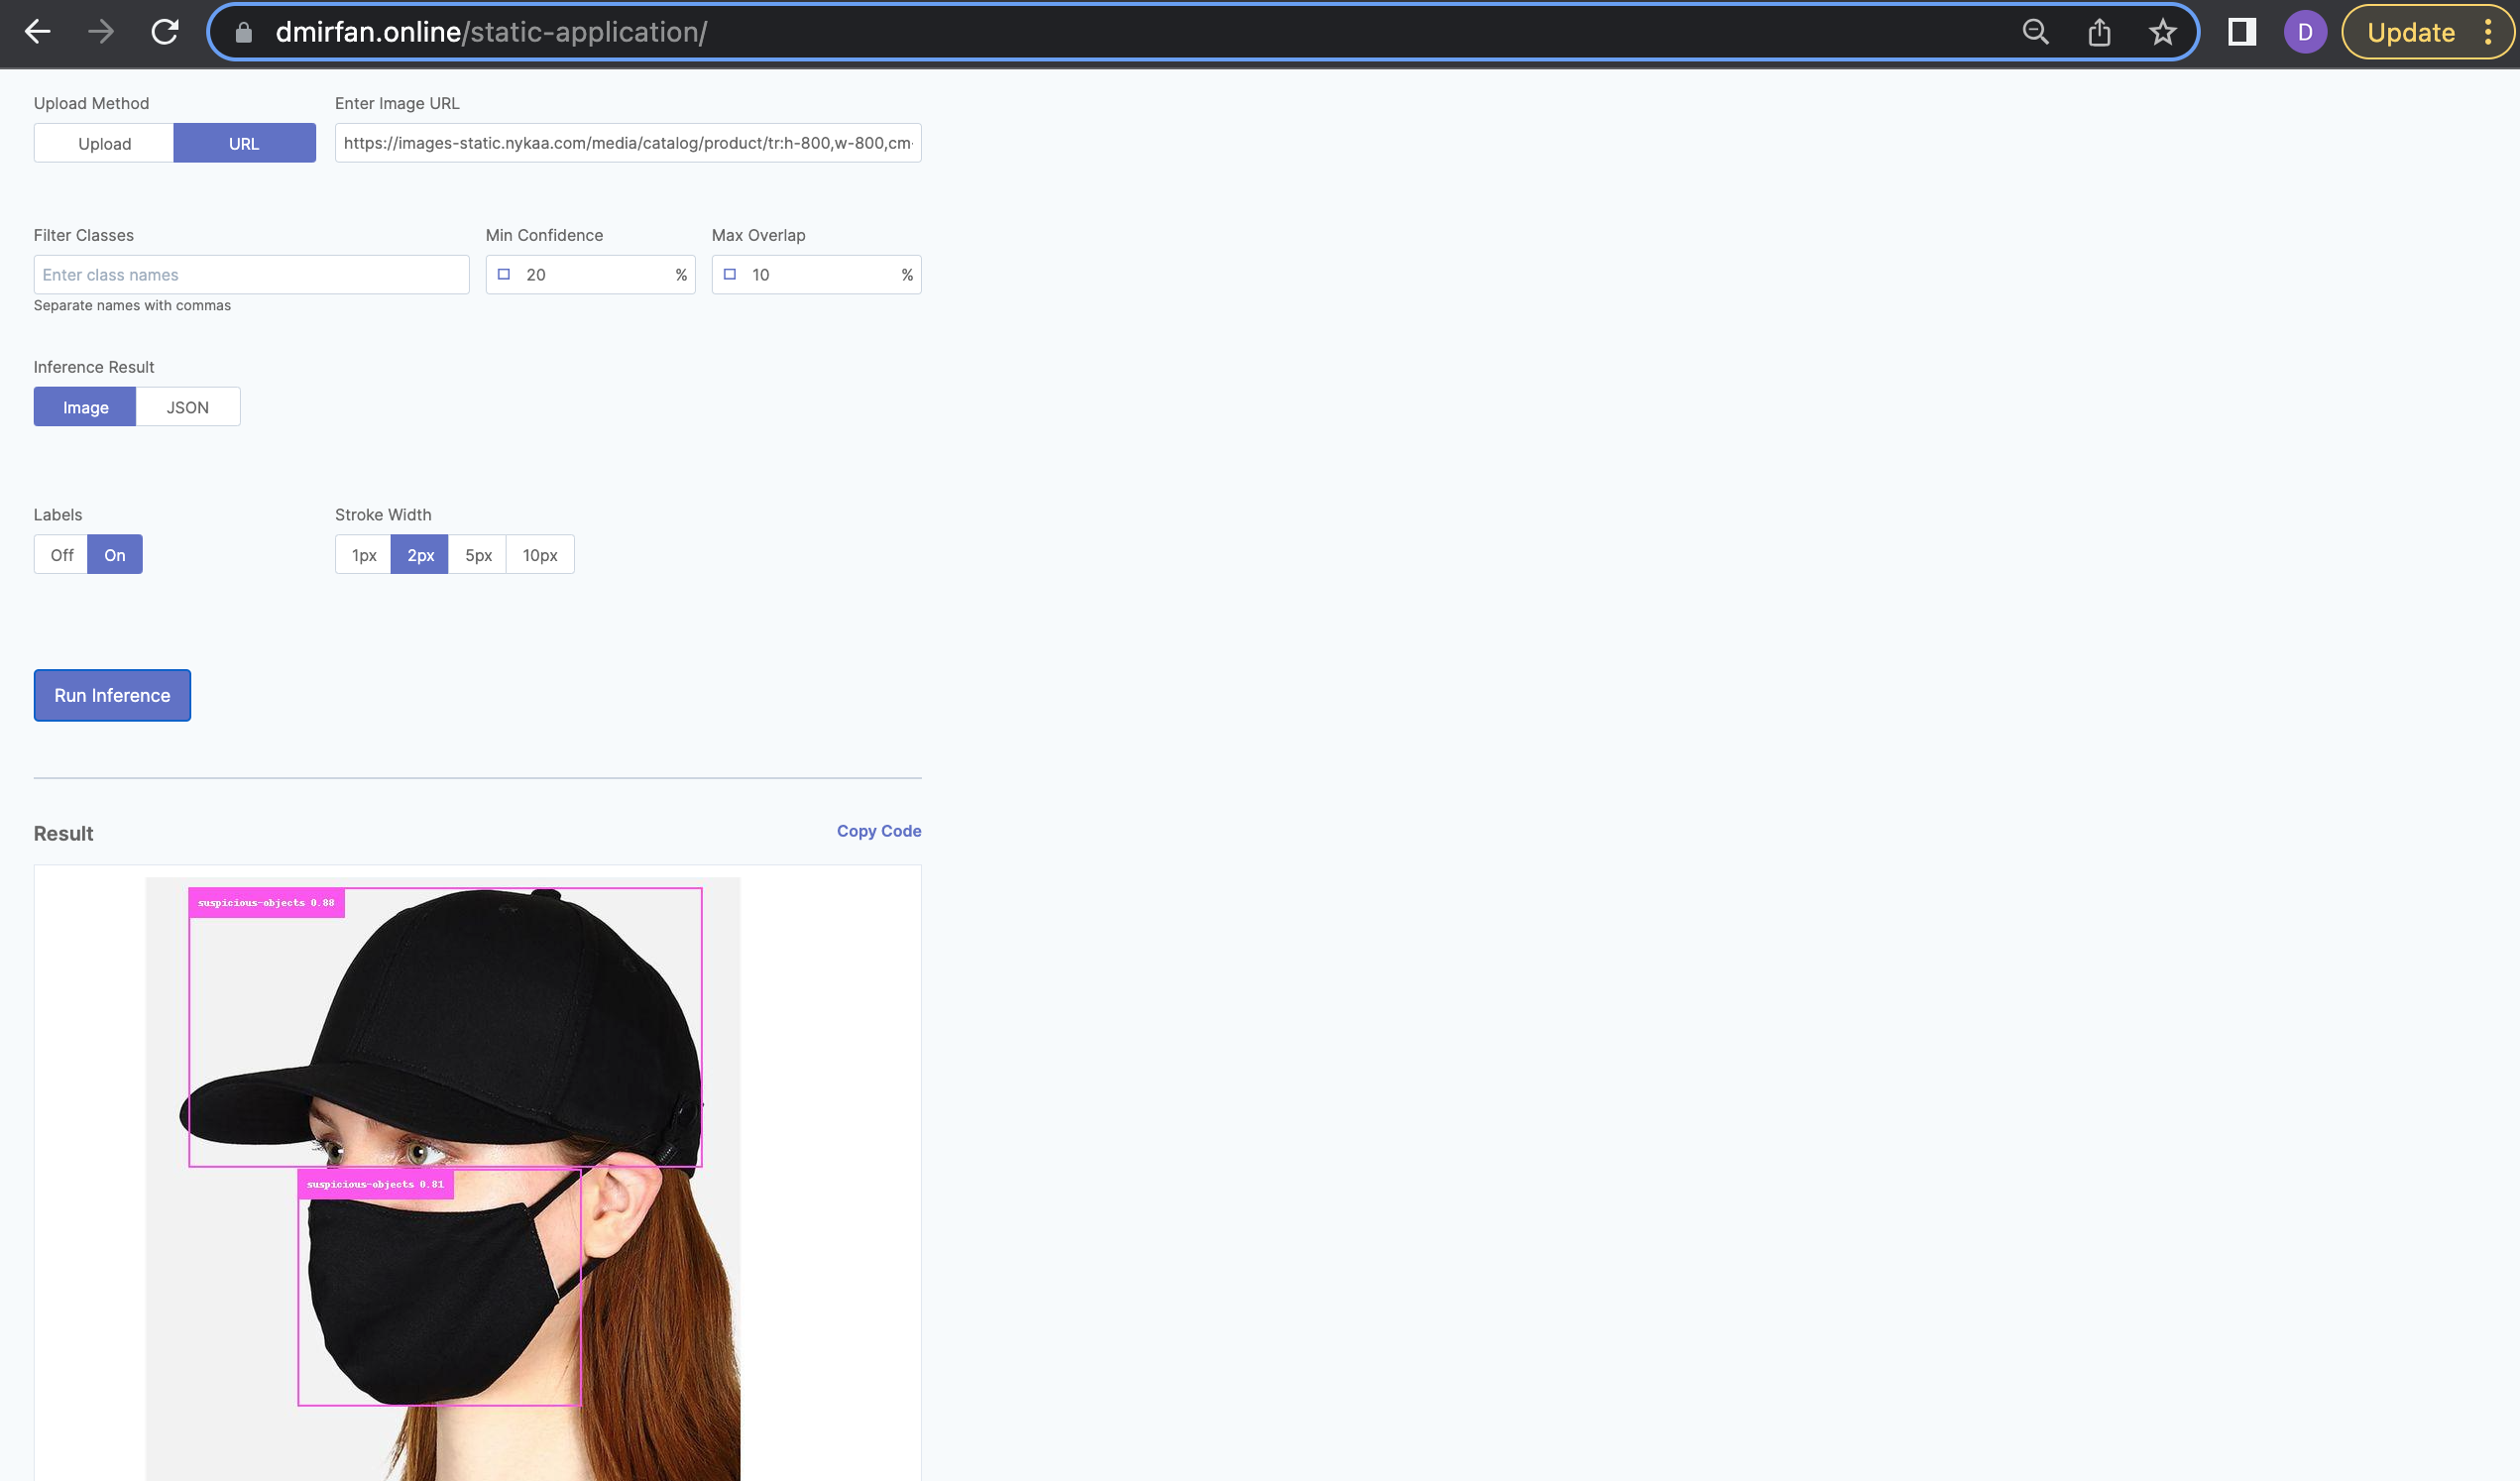 dmirfan.online/static-application/
D
Update
Upload Method
Enter Image URL
Upload
URL
https://images-static.nykaa.com/media/catalog/product/tr:h-800,w-800,cm-
Filter Classes
Min Confidence
Max Overlap
Enter class names
20
%
10
%
Separate names with commas
Inference Result
Image
JSON
Labels
Stroke Width
Off
On
1px
2px
5px
10px
Run Inference
Result
Copy Code
suspicious-objects 0.88
suspicious-objects 0.81